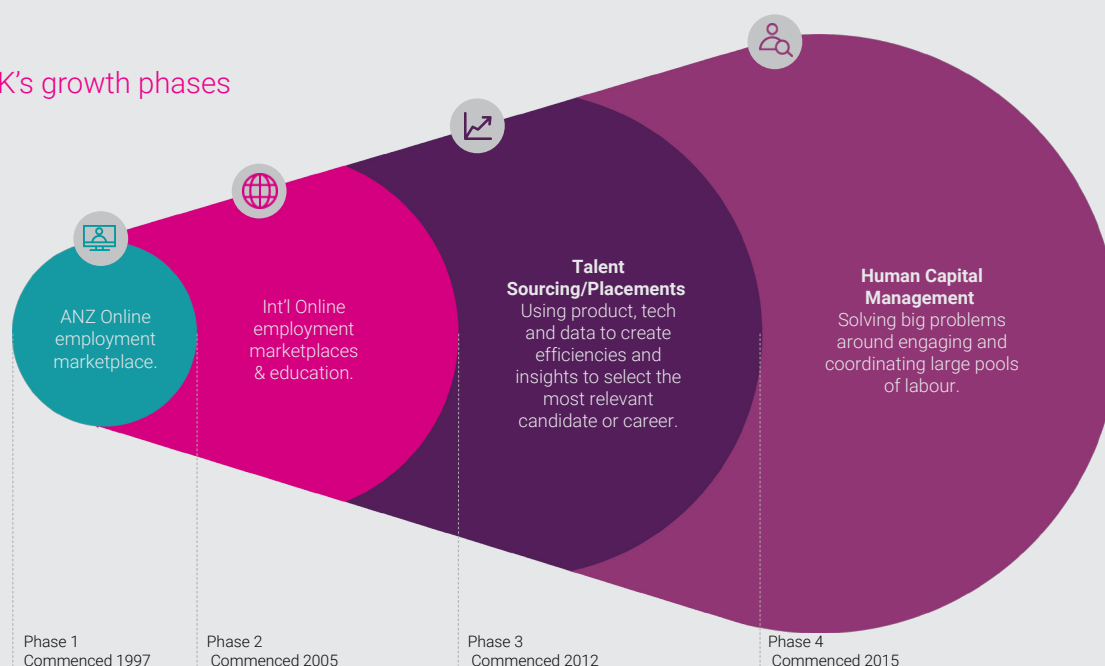 K’s growth phases
ANZ Online
employment
marketplace.
Int’l Online
employment
marketplaces
& education.
Talent
Sourcing/Placements
Using product, tech
and data to create
efficiencies and
insights to select the
most relevant
candidate or career.
Human Capital
Management
Solving big problems
around engaging and
coordinating large pools
of labour.
Phase 1
Commenced 1997
Phase 2
Commenced 2005
Phase 3
Commenced 2012
Phase 4
Commenced 2015